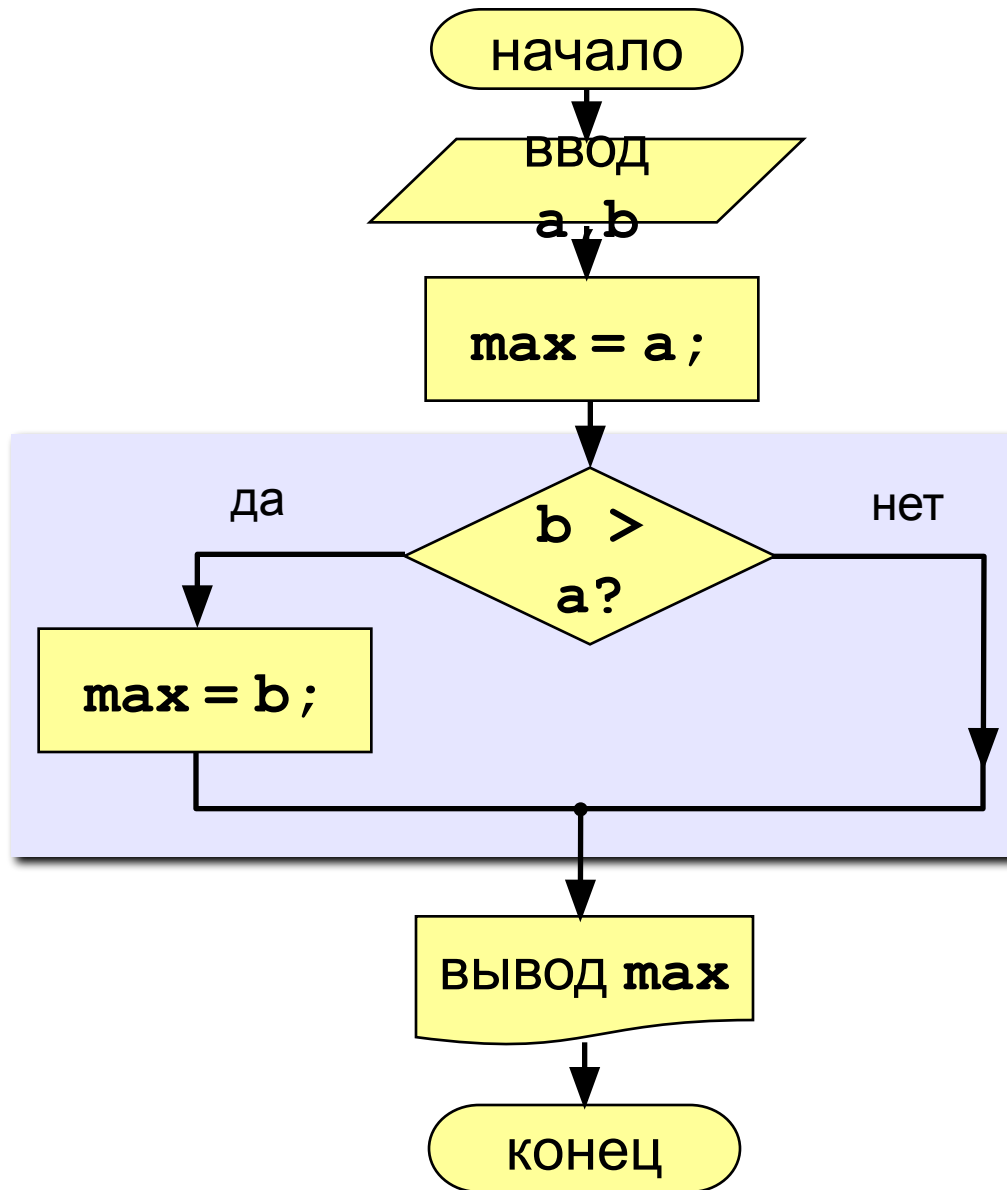 начало
ввод
a,b
max = a;
да
нет
b >
a?
max = b;
вывод max
конец